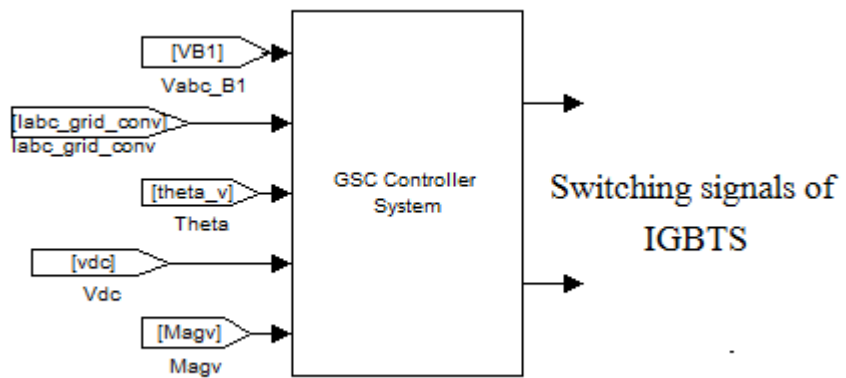 [VB1]
Vabc_B1
[Iabc_grid_conv]
Iabc_grid_conv
[theta_v]
Theta
[vdc]
Vdc
[Magv]
Magv
GSC Controller
System
Switching signals of
IGBTS
.